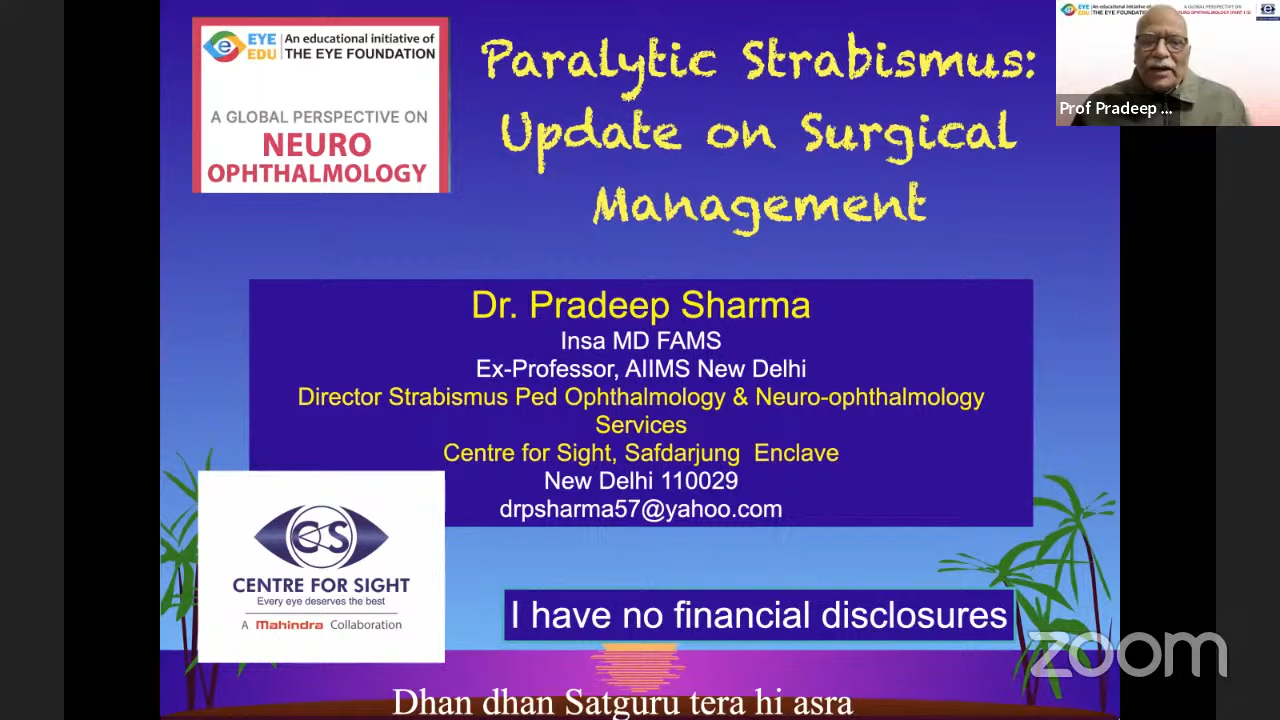 EYE
EDU
An educational initiative of
THE EYE FOUNDATION
A GLOBAL PERSPECTIVE ON
NEURO
OPHTHALMOLOGY
Paralytic Strabismus:
Update on Surgical
Management
Prof Pradeep ...
Dr. Pradeep Sharma
Insa MD FAMS
Ex-Professor, AIIMS New Delhi
Director Strabismus Ped Ophthalmology & Neuro-ophthalmology
Services
Centre for Sight, Safdarjung Enclave
New Delhi 110029
drpsharma57@yahoo.com
CS
CENTRE FOR SIGHT
Every eye deserves the best
A Mahindra Collaboration
I have no financial disclosures
zoom
Dhan dhan Satguru tera hi asra